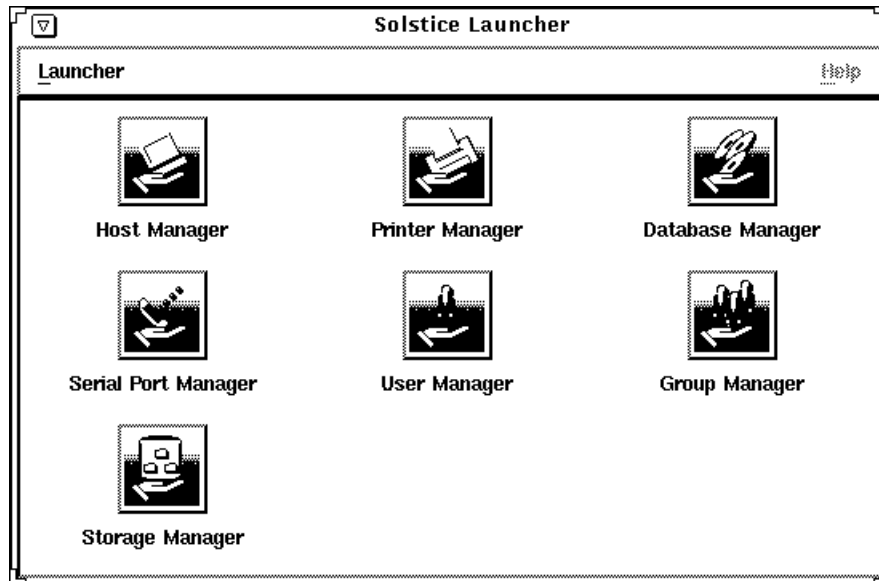 Solstice Launcher
Launcher Help
Host Manager Printer Manager Database Manager
Serial Port Manager User Manager Group Manager
Storage Manager